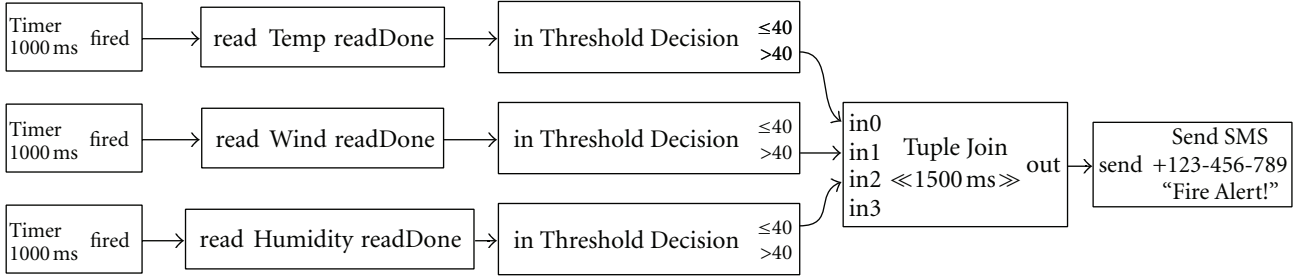 Timer
1000 ms fired
read Temp readDone
in Threshold Decision
≤40
>40
Timer
1000 ms fired
read Wind readDone
in Threshold Decision
≤40
>40
Timer
1000 ms fired
read Humidity readDone
in Threshold Decision
≤40
>40
in0
in1
in2
in3
Tuple Join
≪1500 ms≫
out
send
Send SMS
+123-456-789
“Fire Alert!”